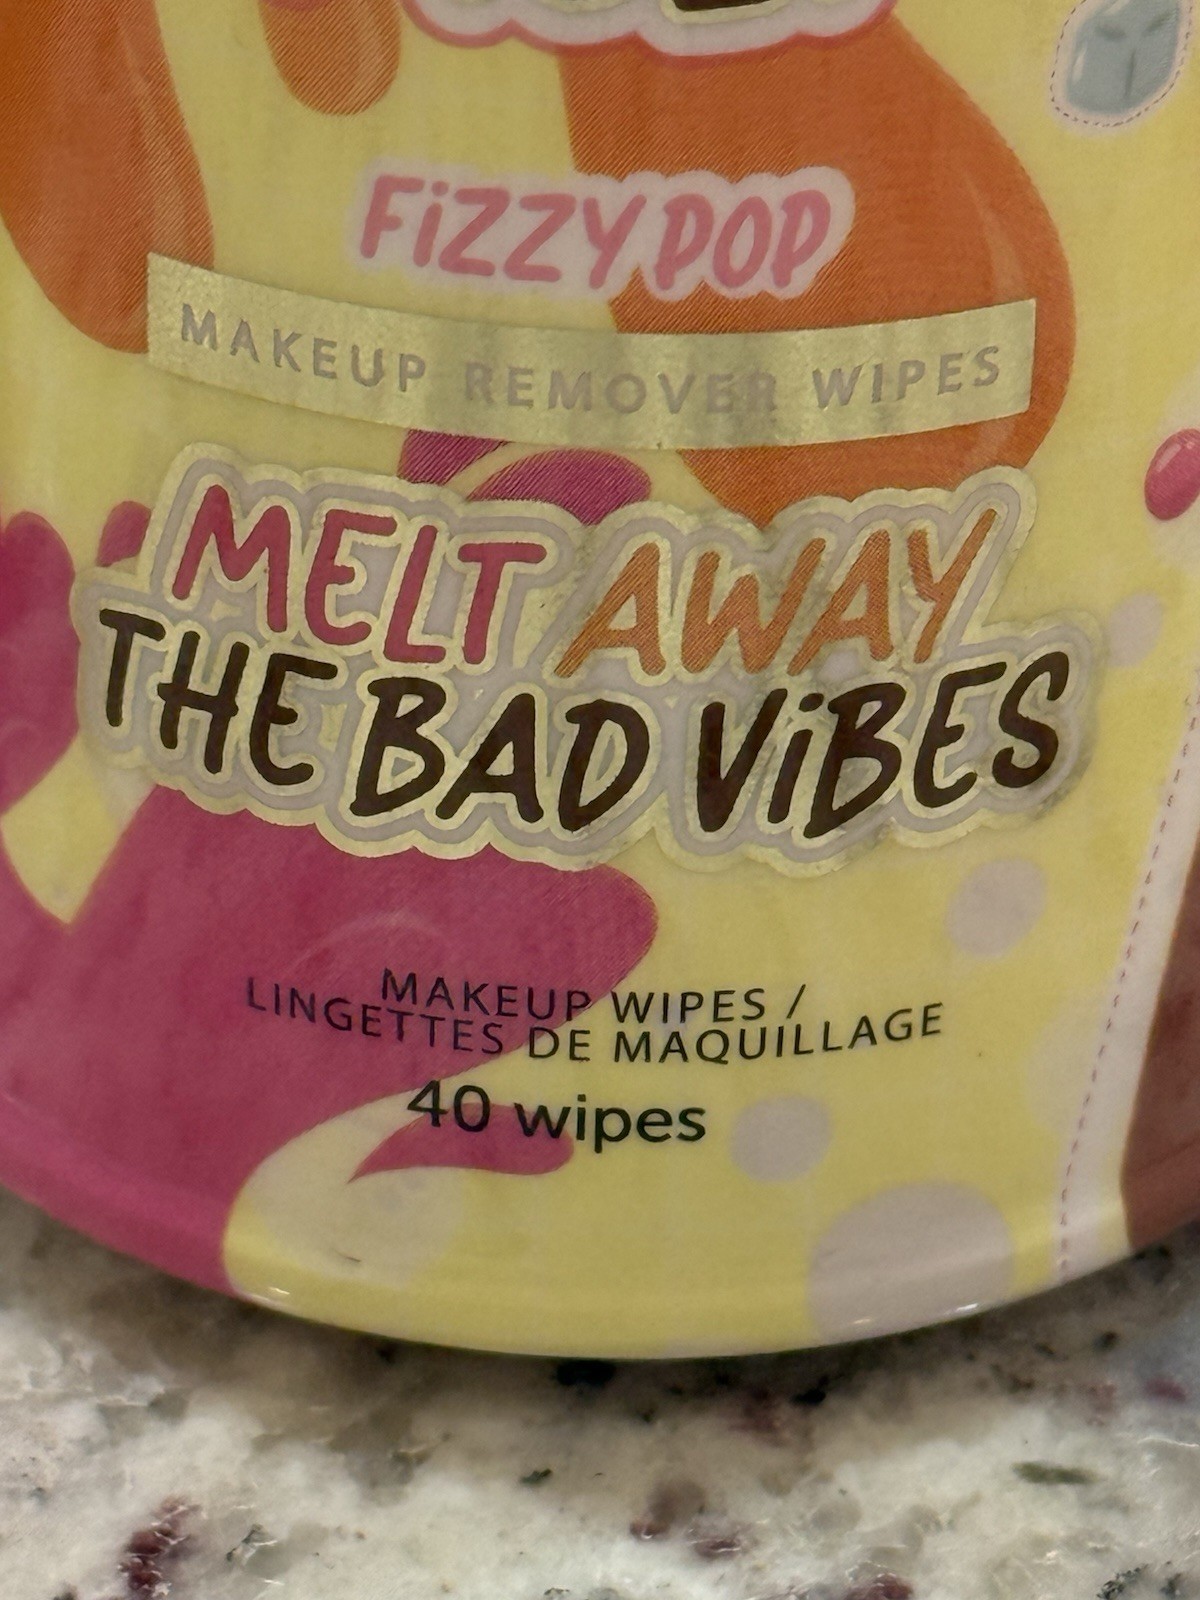 FiZZY POP
MAKEUP REMOVER WIPES
MELT AWAY
THE BAD ViBES
MAKEUP WIPES /
LINGETTES DE MAQUILLAGE
40 wipes